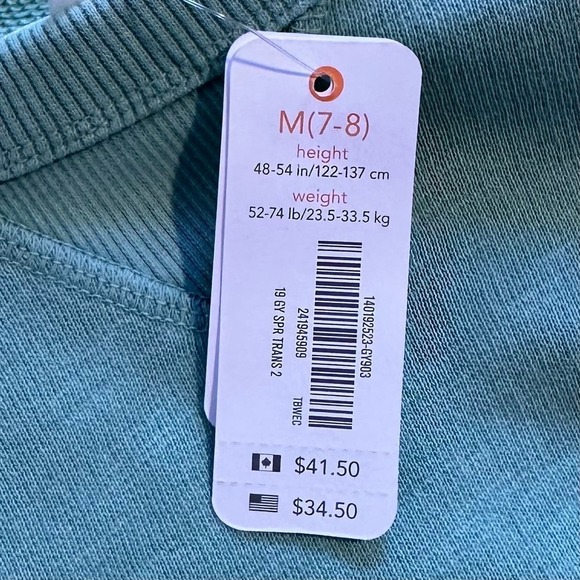 M(7-8)
height
48-54 in/122-137 cm
weight
52-74 lb/23.5-33.5 kg
140192523-GY903
241945909
TBWEC
19 GY SPR TRANS 2
$41.50
$34.50